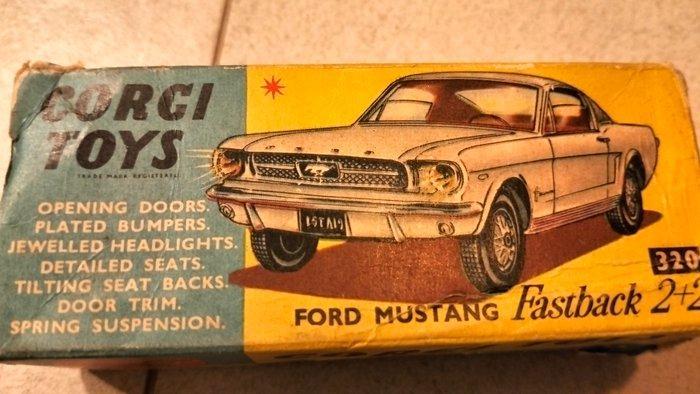 CORGI
TOYS
TRADE MARK REGISTERED
OPENING DOORS.
PLATED BUMPERS.
JEWELLED HEADLIGHTS.
DETAILED SEATS.
TILTING SEAT BACKS.
DOOR TRIM.
SPRING SUSPENSION.
320
FORD MUSTANG Fastback 2+2